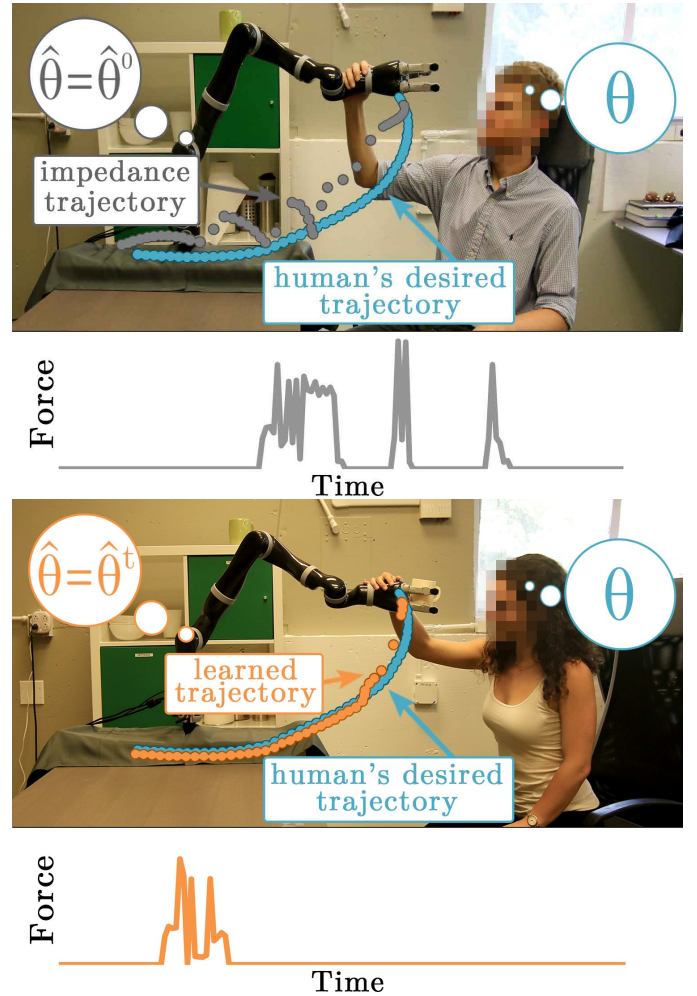 θ̂=θ̂⁰
θ
impedance
trajectory
human's desired
trajectory
Force
Time
θ̂=θ̂ᵗ
θ
learned
trajectory
human's desired
trajectory
Force
Time